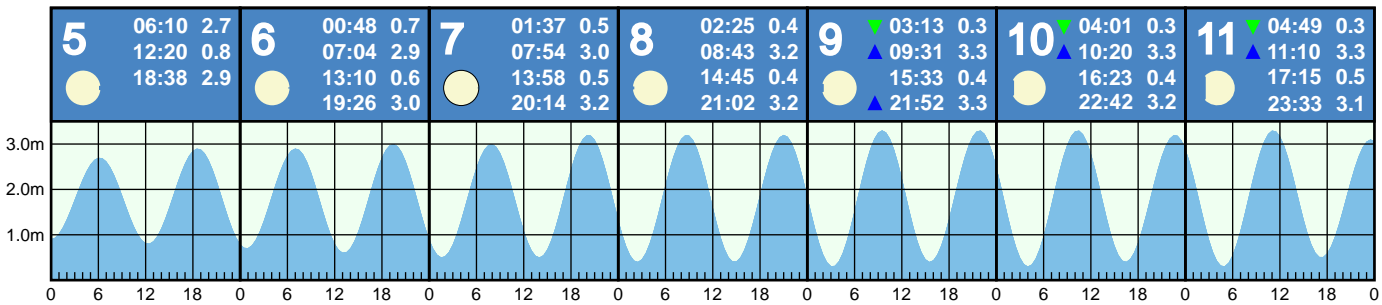 5
06:10 2.7
12:20 0.8
18:38 2.9
6
00:48 0.7
07:04 2.9
13:10 0.6
19:26 3.0
7
01:37 0.5
07:54 3.0
13:58 0.5
20:14 3.2
8
02:25 0.4
08:43 3.2
14:45 0.4
21:02 3.2
9
▼ 03:13 0.3
▲ 09:31 3.3
15:33 0.4
▲ 21:52 3.3
10
▼ 04:01 0.3
▲ 10:20 3.3
16:23 0.4
22:42 3.2
11
▼ 04:49 0.3
▲ 11:10 3.3
17:15 0.5
23:33 3.1
3.0m
2.0m
1.0m
0 6 12 18 0 6 12 18 0 6 12 18 0 6 12 18 0 6 12 18 0 6 12 18 0 6 12 18 0